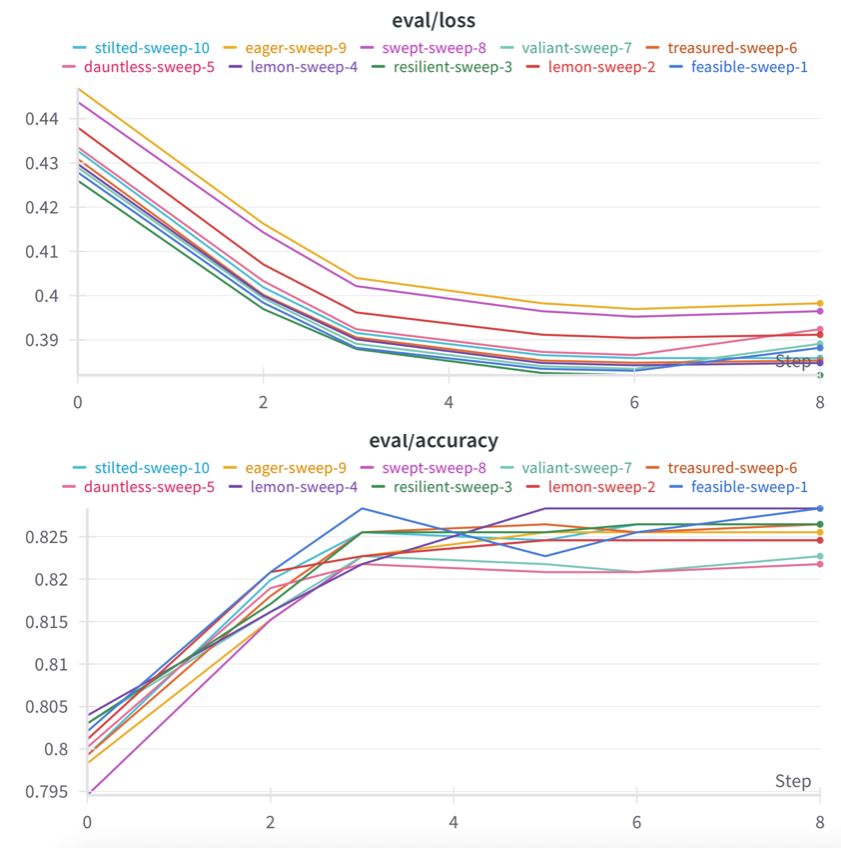 eval/loss
stilted-sweep-10 eager-sweep-9 swept-sweep-8 valiant-sweep-7 treasured-sweep-6
dauntless-sweep-5 lemon-sweep-4 resilient-sweep-3 lemon-sweep-2 feasible-sweep-1
0.44
0.43
0.42
0.41
0.4
0.39
Step
0 2 4 6 8
eval/accuracy
stilted-sweep-10 eager-sweep-9 swept-sweep-8 valiant-sweep-7 treasured-sweep-6
dauntless-sweep-5 lemon-sweep-4 resilient-sweep-3 lemon-sweep-2 feasible-sweep-1
0.825
0.82
0.815
0.81
0.805
0.8
Step
0.795
0 2 4 6 8